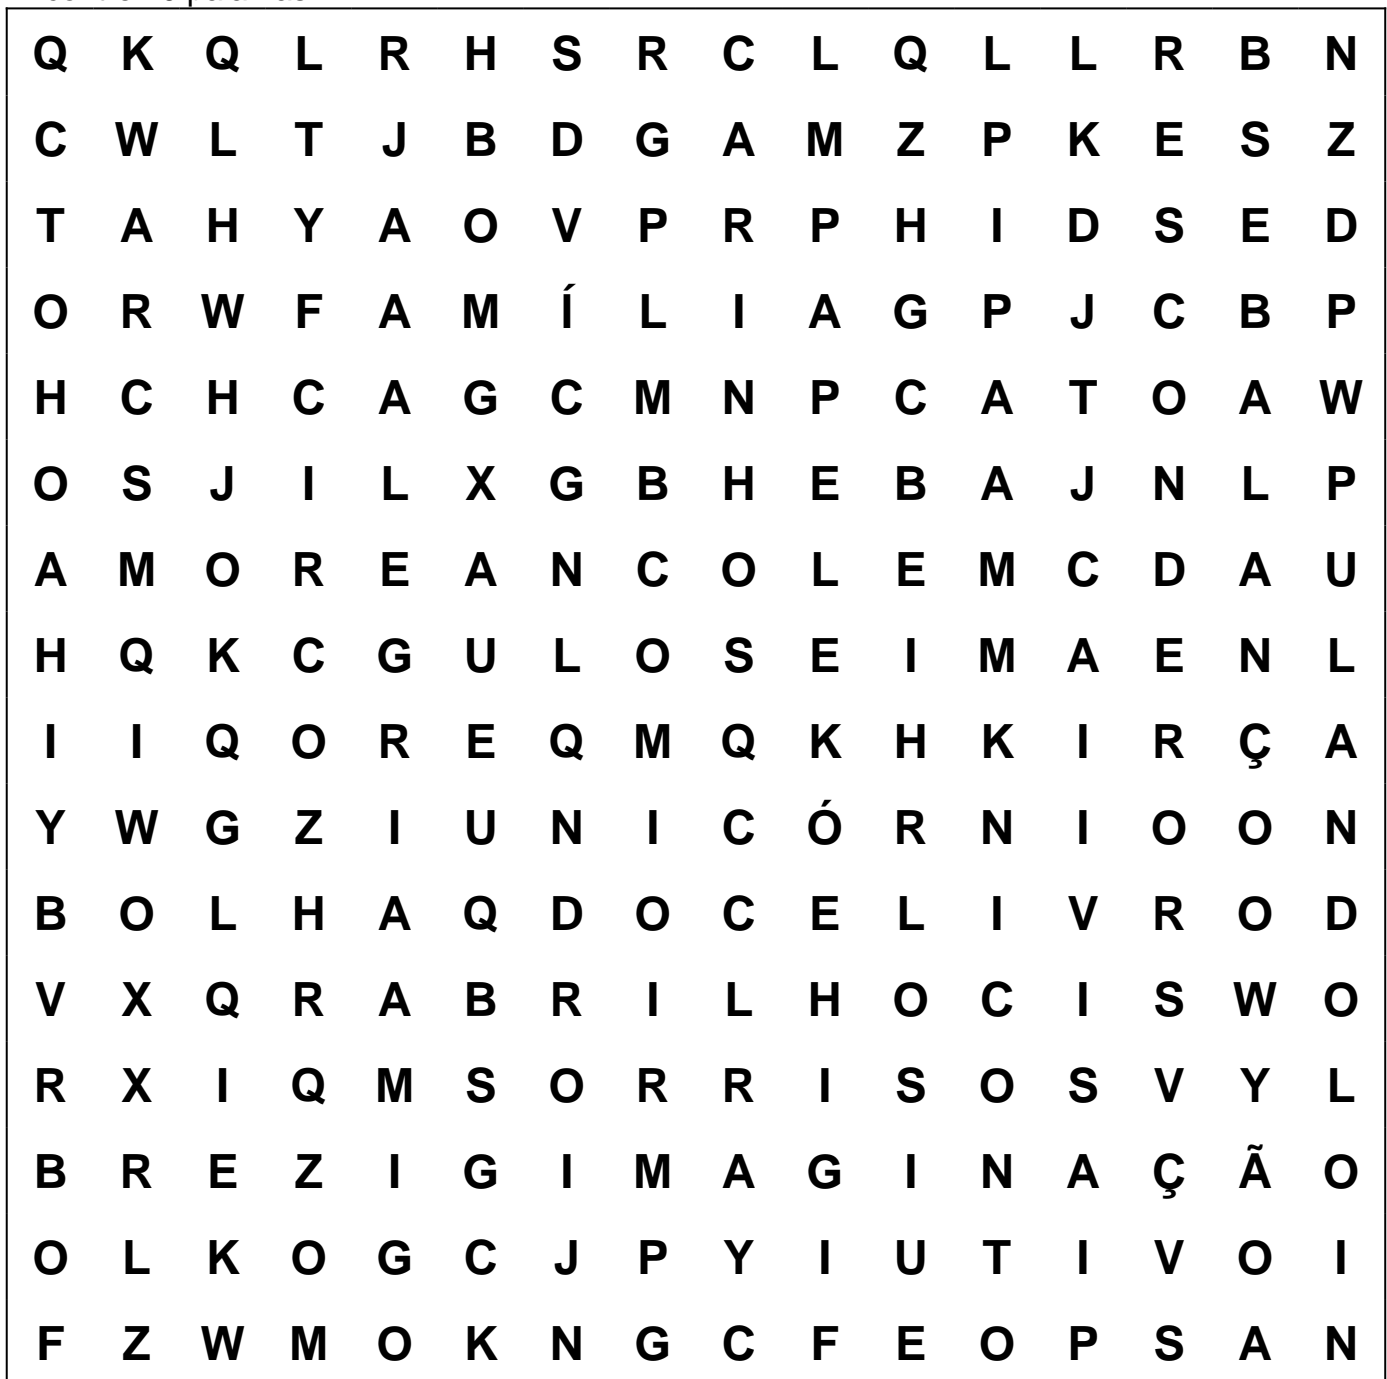 Q K Q L R H S R C L Q L L R B N
C W L T J B D G A M Z P K E S Z
T A H Y A O V P R P H I D S E D
O R W F A M Í L I A G P J C B P
H C H C A G C M N P C A T O A W
O S J I L X G B H E B A J N L P
A M O R E A N C O L E M C D A U
H Q K C G U L O S E I M A E N L
I I Q O R E Q M Q K H K I R Ç A
Y W G Z I U N I C Ó R N I O O N
B O L H A Q D O C E L I V R O D
V X Q R A B R I L H O C I S W O
R X I Q M S O R R I S O S V Y L
B R E Z I G I M A G I N A Ç Ã O
O L K O G C J P Y I U T I V O I
F Z W M O K N G C F E O P S A N